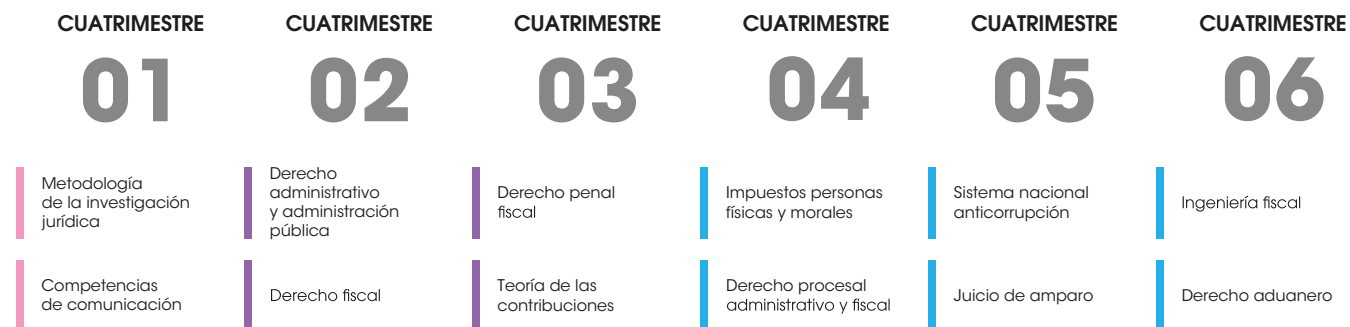 CUATRIMESTRE
01
Metodología
de la investigación
jurídica
Competencias
de comunicación
CUATRIMESTRE
02
Derecho
administrativo
y administración
pública
Derecho fiscal
CUATRIMESTRE
03
Derecho penal
fiscal
Teoría de las
contribuciones
CUATRIMESTRE
04
Impuestos personas
físicas y morales
Derecho procesal
administrativo y fiscal
CUATRIMESTRE
05
Sistema nacional
anticorrupción
Juicio de amparo
CUATRIMESTRE
06
Ingeniería fiscal
Derecho aduanero